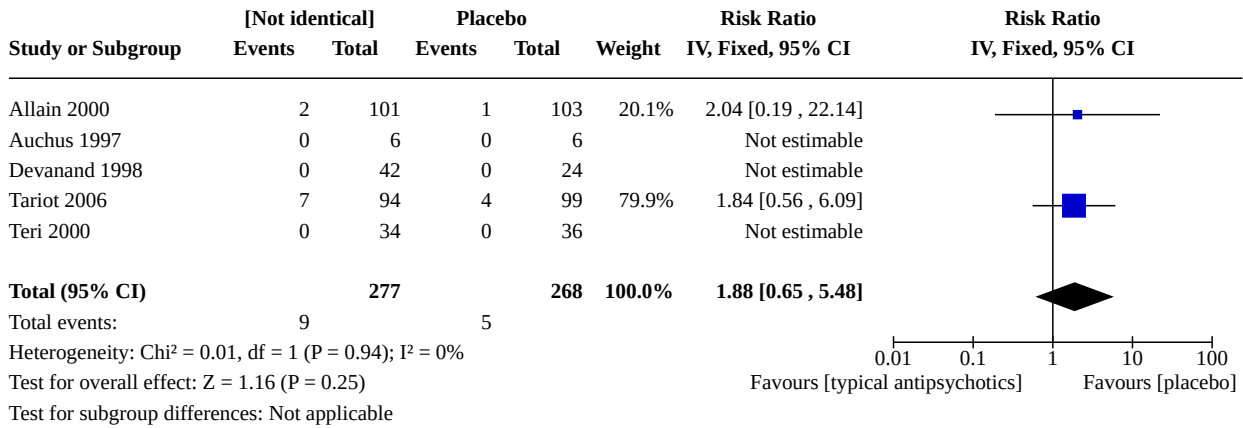 [Not identical] Placebo Risk Ratio Risk Ratio
Study or Subgroup Events Total Events Total Weight IV, Fixed, 95% CI IV, Fixed, 95% CI
Allain 2000 2 101 1 103 20.1% 2.04 [0.19 , 22.14]
Auchus 1997 0 6 0 6 Not estimable
Devanand 1998 0 42 0 24 Not estimable
Tariot 2006 7 94 4 99 79.9% 1.84 [0.56 , 6.09]
Teri 2000 0 34 0 36 Not estimable
Total (95% CI) 277 268 100.0% 1.88 [0.65 , 5.48]
Total events: 9 5
Heterogeneity: Chi² = 0.01, df = 1 (P = 0.94); I² = 0%
0.01 0.1 1 10 100
Test for overall effect: Z = 1.16 (P = 0.25) Favours [typical antipsychotics] Favours [placebo]
Test for subgroup differences: Not applicable